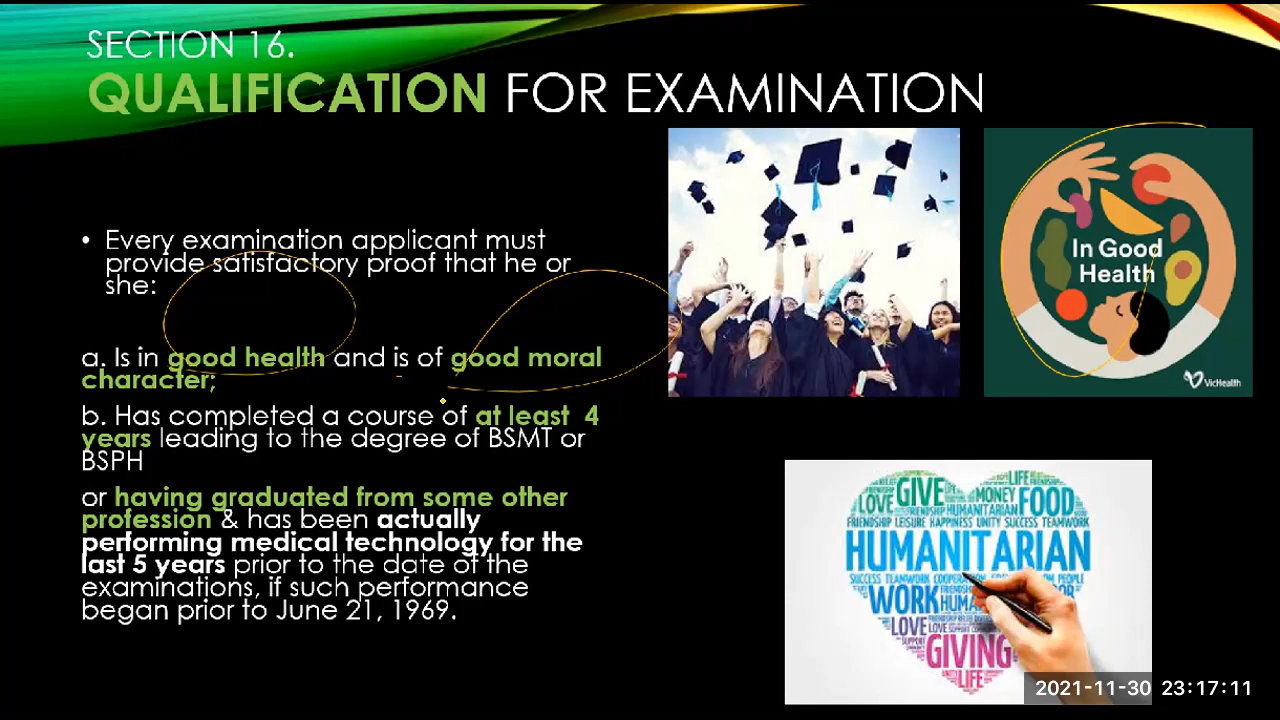 SECTION 16.
QUALIFICATION FOR EXAMINATION
• Every examination applicant must
provide satisfactory proof that he or
she:
a. Is in good health and is of good moral
character;
b. Has completed a course of at least 4
years leading to the degree of BSMT or
BSPH
or having graduated from some other
profession & has been actually
performing medical technology for the
last 5 years prior to the date of the
examinations, if such performance
began prior to June 21, 1969.
In Good
Health
VicHealth
LIFE
GIVE
LOVE
MONEY
FOOD
HUMANITARIAN
FRIENDSHIP LEISURE HAPPINESS UNITY SUCCESS TEAMWORK
HUMANITARIAN
SUCCESS TEAMWORK
PEOPLE
WORK
LOVE
LOVE
SUPPORT
GIVING
LIFE
2021-11-30 23:17:11